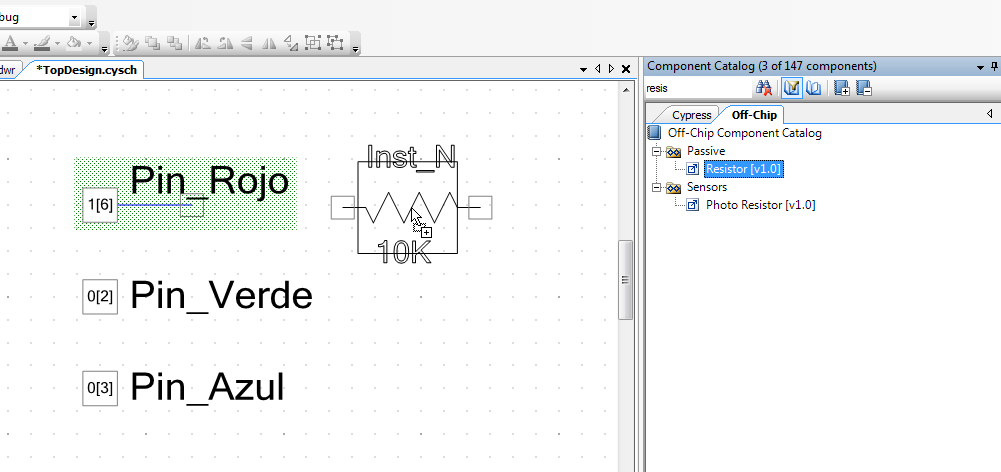 bug
dwr
*TopDesign.cysch
Component Catalog (3 of 147 components)
resis
Cypress
Off-Chip
Off-Chip Component Catalog
Passive
Resistor [v1.0]
Sensors
Photo Resistor [v1.0]
Pin_Rojo
1[6]
Inst_N
10K
0[2]
Pin_Verde
0[3]
Pin_Azul